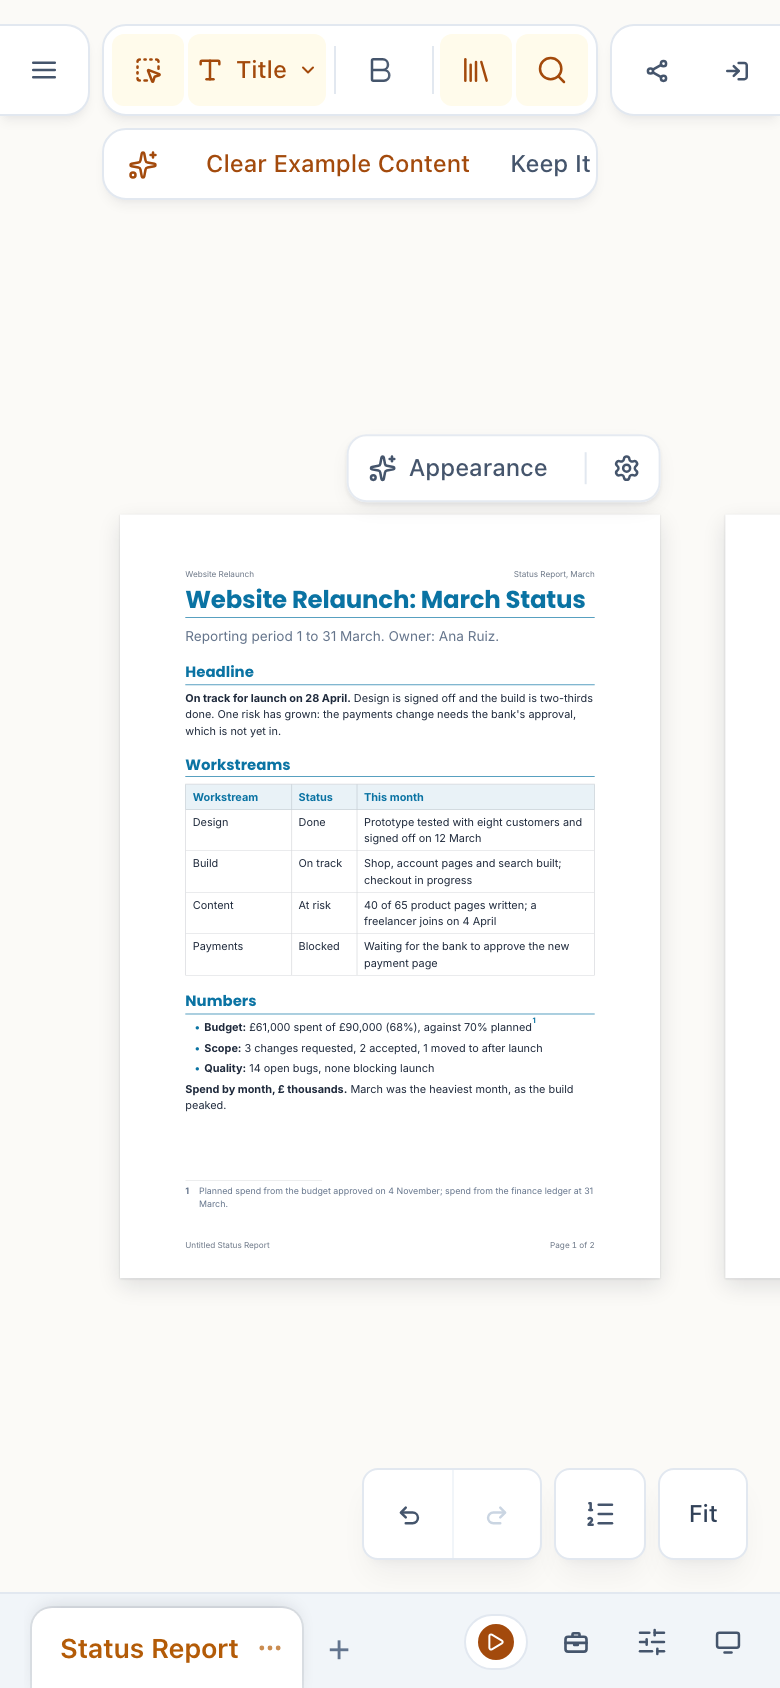 Title
B
Clear Example Content
Keep It
Appearance
Website Relaunch
Status Report, March
Website Relaunch: March Status
Reporting period 1 to 31 March. Owner: Ana Ruiz.
Headline
On track for launch on 28 April. Design is signed off and the build is two-thirds
done. One risk has grown: the payments change needs the bank's approval,
which is not yet in.
Workstreams
Workstream Status This month
Design Done Prototype tested with eight customers and
signed off on 12 March
Build On track Shop, account pages and search built;
checkout in progress
Content At risk 40 of 65 product pages written; a
freelancer joins on 4 April
Payments Blocked Waiting for the bank to approve the new
payment page
Numbers
• Budget: £61,000 spent of £90,000 (68%), against 70% planned¹
• Scope: 3 changes requested, 2 accepted, 1 moved to after launch
• Quality: 14 open bugs, none blocking launch
Spend by month, £ thousands. March was the heaviest month, as the build
peaked.
1 Planned spend from the budget approved on 4 November; spend from the finance ledger at 31
March.
Untitled Status Report
Page 1 of 2
Fit
Status Report